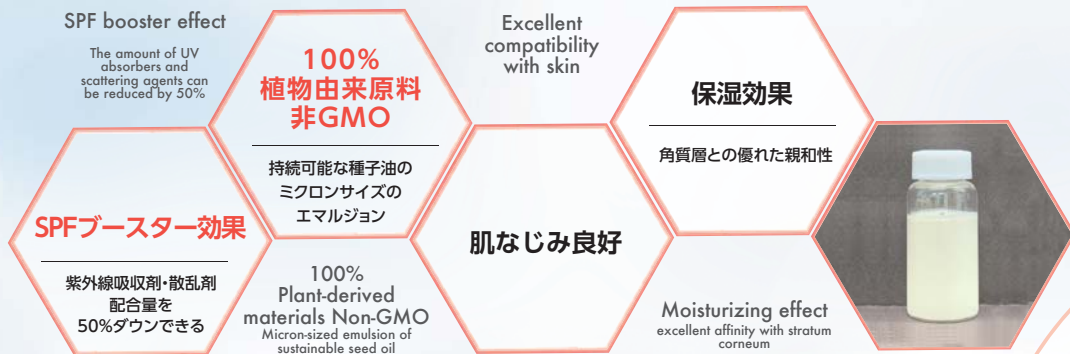 SPF booster effect
The amount of UV
absorbers and
scattering agents can
be reduced by 50%
SPFブースター効果
紫外線吸収剤・散乱剤
配合量を
50%ダウンできる
100%
植物由来原料
非GMO
持続可能な種子油の
ミクロンサイズの
エマルジョン
100%
Plant-derived
materials Non-GMO
Micron-sized emulsion of
sustainable seed oil
Excellent
compatibility
with skin
肌なじみ良好
保湿効果
角質層との優れた親和性
Moisturizing effect
excellent affinity with stratum
corneum